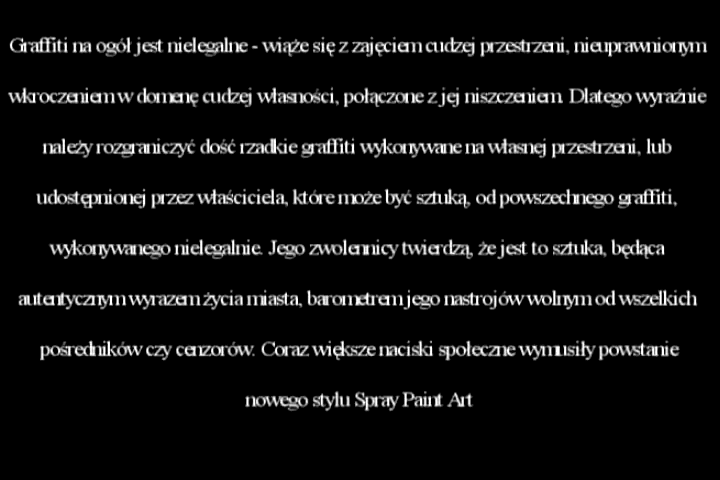 Graffiti na ogół jest nielegalne - wiąże się z zajęciem cudzej przestrzeni, nieuprawnionym
wkroczeniem w domenę cudzej własności, połączone z jej niszczeniem. Dlatego wyraźnie
należy rozgraniczyć dość rzadkie graffiti wykonywane na własnej przestrzeni, lub
udostępnionej przez właściciela, które może być sztuką, od powszechnego graffiti,
wykonywanego nielegalnie. Jego zwolennicy twierdzą, że jest to sztuka, będąca
autentycznym wyrazem życia miasta, barometrem jego nastrojów wolnym od wszelkich
pośredników czy cenzorów. Coraz większe naciski społeczne wymusiły powstanie
nowego stylu Spray Paint Art